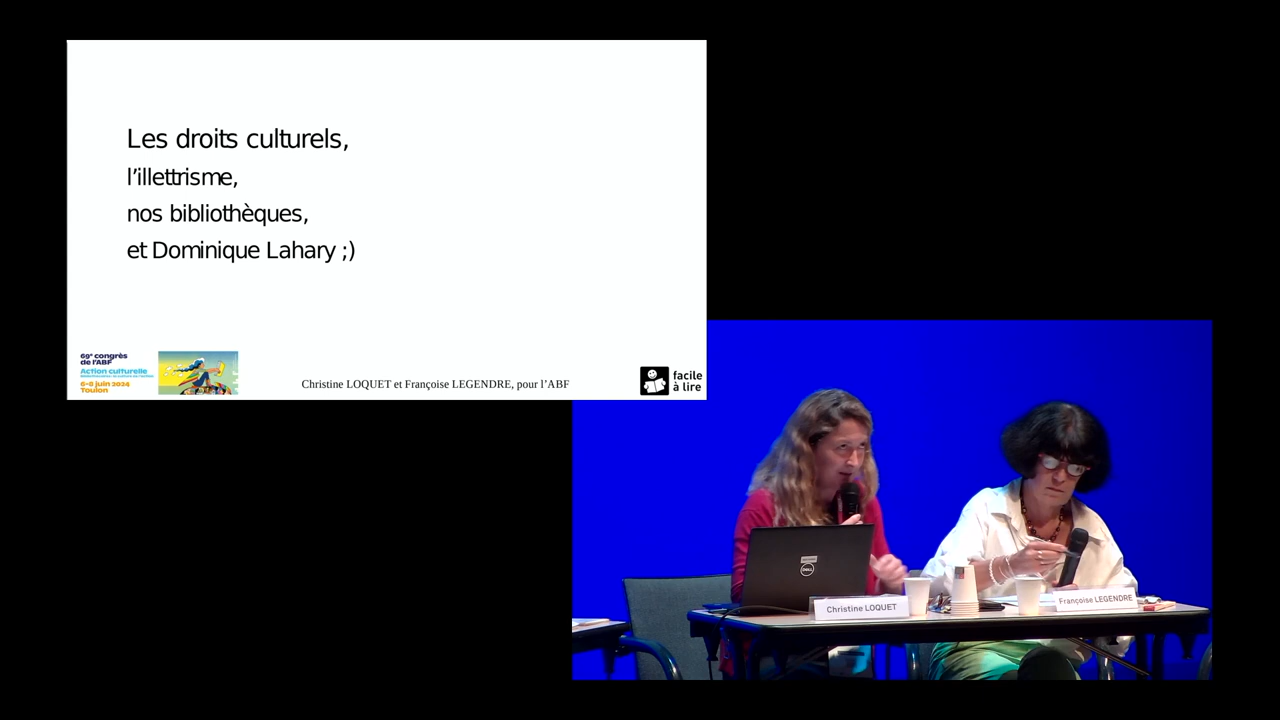 Les droits culturels,
l’illettrisme,
nos bibliothèques,
et Dominique Lahary ;)
69e congrès
de l'ABF
Action culturelle
6-8 juin 2024
Toulon
Christine LOQUET et Françoise LEGENDRE, pour l’ABF
facile
à lire
DELL
Christine LOQUET
Françoise LEGENDRE